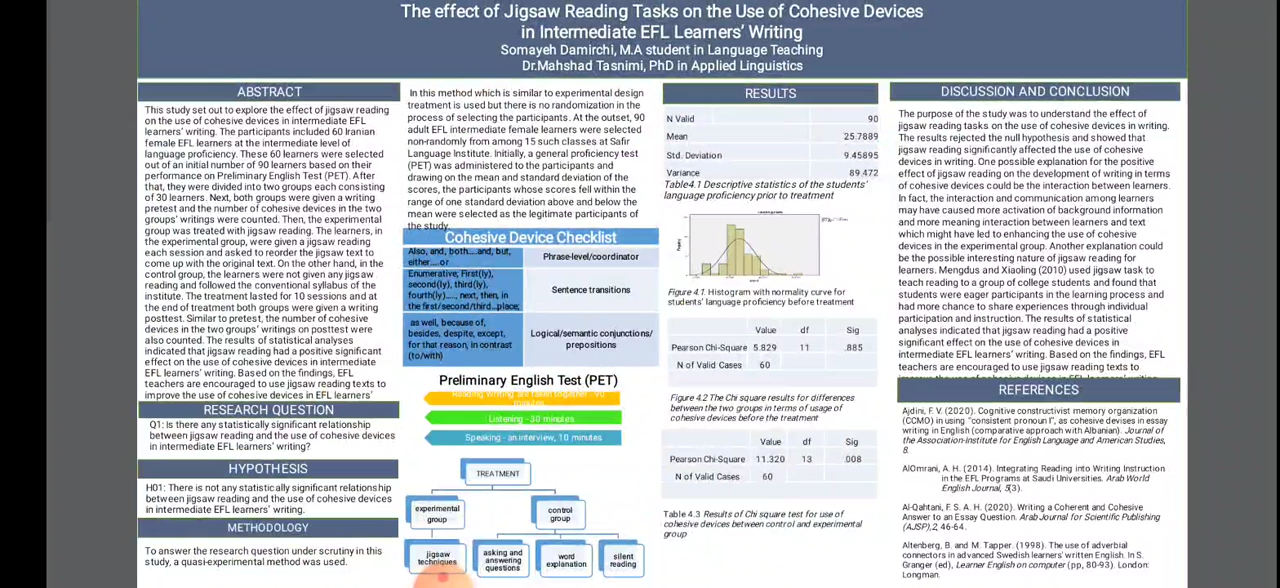 The effect of Jigsaw Reading Tasks on the Use of Cohesive Devices
in Intermediate EFL Learners' Writing
Somayeh Damirchi, M.A student in Language Teaching
Dr.Mahshad Tasnimi, PhD in Applied Linguistics
ABSTRACT
This study set out to explore the effect of jigsaw reading
on the use of cohesive devices in intermediate EFL
learners' writing. The participants included 60 Iranian
female EFL learners at the intermediate level of
language proficiency. These 60 learners were selected
out of an initial number of 90 learners based on their
performance on Preliminary English Test (PET). After
that, they were divided into two groups each consisting
of 30 learners. Next, both groups were given a writing
pretest and the number of cohesive devices in the two
groups' writings were counted. Then, the experimental
group was treated with jigsaw reading. The learners, in
the experimental group, were given a jigsaw reading
each session and asked to reorder the jigsaw text to
come up with the original text. On the other hand, in the
control group, the learners were not given any jigsaw
reading and followed the conventional syllabus of the
institute. The treatment lasted for 10 sessions and at
the end of treatment both groups were given a writing
posttest. Similar to pretest, the number of cohesive
devices in the two groups' writings on posttest were
also counted. The results of statistical analyses
indicated that jigsaw reading had a positive significant
effect on the use of cohesive devices in intermediate
EFL learners' writing. Based on the findings, EFL
teachers are encouraged to use jigsaw reading texts to
improve the use of cohesive devices in EFL learners'
RESEARCH QUESTION
Q1: Is there any statistically significant relationship
between jigsaw reading and the use of cohesive devices
in intermediate EFL learners' writing?
HYPOTHESIS
H01: There is not any statistically significant relationship
between jigsaw reading and the use of cohesive devices
in intermediate EFL learners' writing.
METHODOLOGY
To answer the research question under scrutiny in this
study, a quasi-experimental method was used.
In this method which is similar to experimental design
treatment is used but there is no randomization in the
process of selecting the participants. At the outset, 90
adult EFL intermediate female learners were selected
non-randomly from among 15 such classes at Safir
Language Institute. Initially, a general proficiency test
(PET) was administered to the participants and
drawing on the mean and standard deviation of the
scores, the participants whose scores fell within the
range of one standard deviation above and below the
mean were selected as the legitimate participants of
the study.
Cohesive Device Checklist
Also, and, both....and, but,
either....or
Phrase-level/coordinator
Enumerative; First(ly),
second(ly), third(ly),
fourth(ly)...., next, then, in
the first/second/third...place;
Sentence transitions
as well, because of,
besides, despite, except,
for that reason, in contrast
(to/with)
Logical/semantic conjunctions/
prepositions
Preliminary English Test (PET)
Reading Writing are taken together - 90
minutes
Listening -30 minutes
Speaking - an interview, 10 minutes
TREATMENT
experimental
group
control
group
jigsaw
techniques
asking and
answering
questions
word
explanation
silent
reading
RESULTS
N Valid 90
Mean 25.7889
Std. Deviation 9.45895
Variance 89.472
Table4.1 Descriptive statistics of the students'
language proficiency prior to treatment
Figure 4.1. Histogram with normality curve for
students' language proficiency before treatment
Value df Sig
Pearson Chi-Square 5.829 11 .885
N of Valid Cases 60
Figure 4.2 The Chi square results for differences
between the two groups in terms of usage of
cohesive devices before the treatment
Value df Sig
Pearson Chi-Square 11.320 13 .008
N of Valid Cases 60
Table 4.3 Results of Chi square test for use of
cohesive devices between control and experimental
group
DISCUSSION AND CONCLUSION
The purpose of the study was to understand the effect of
jigsaw reading tasks on the use of cohesive devices in writing.
The results rejected the null hypothesis and showed that
jigsaw reading significantly affected the use of cohesive
devices in writing. One possible explanation for the positive
effect of jigsaw reading on the development of writing in terms
of cohesive devices could be the interaction between learners.
In fact, the interaction and communication among learners
may have caused more activation of background information
and more meaning interaction between learners and text
which might have led to enhancing the use of cohesive
devices in the experimental group. Another explanation could
be the possible interesting nature of jigsaw reading for
learners. Mengdus and Xiaoling (2010) used jigsaw task to
teach reading to a group of college students and found that
students were eager participants in the learning process and
had more chance to share experiences through individual
participation and instruction. The results of statistical
analyses indicated that jigsaw reading had a positive
significant effect on the use of cohesive devices in
intermediate EFL learners' writing. Based on the findings, EFL
teachers are encouraged to use jigsaw reading texts to
REFERENCES
Ajdini, F. V. (2020). Cognitive constructivist memory organization
(CCMO) in using "consistent pronoun I", as cohesive devises in essay
writing in English (comparative approach with Albanian). Journal of
the Association-Institute for English Language and American Studies,
8.
AlOmrani, A. H. (2014). Integrating Reading into Writing Instruction
in the EFL Programs at Saudi Universities. Arab World
English Journal, 5(3).
Al-Qahtani, F. S. A. H. (2020). Writing a Coherent and Cohesive
Answer to an Essay Question. Arab Journal for Scientific Publishing
(AJSP),2, 46-64.
Altenberg, B. and M. Tapper. (1998). The use of adverbial
connectors in advanced Swedish learners' written English. In S.
Granger (ed), Learner English on computer (pp, 80-93). London:
Longman.